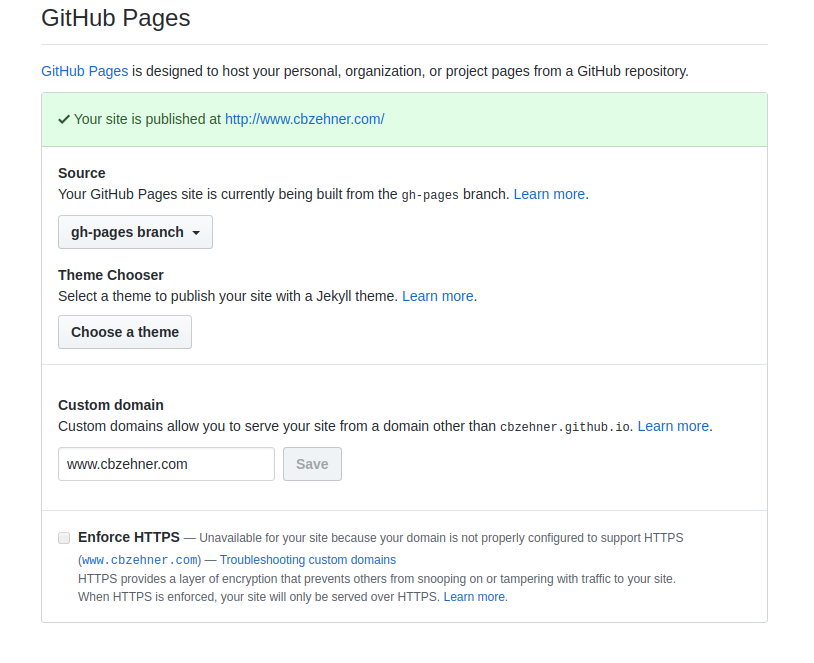 GitHub Pages
GitHub Pages is designed to host your personal, organization, or project pages from a GitHub repository.
Your site is published at http://www.cbzehner.com/
Source
Your GitHub Pages site is currently being built from the gh-pages branch. Learn more.
gh-pages branch
Theme Chooser
Select a theme to publish your site with a Jekyll theme. Learn more.
Choose a theme
Custom domain
Custom domains allow you to serve your site from a domain other than cbzehner.github.io. Learn more.
www.cbzehner.com Save
Enforce HTTPS — Unavailable for your site because your domain is not properly configured to support HTTPS
(www.cbzehner.com) — Troubleshooting custom domains
HTTPS provides a layer of encryption that prevents others from snooping on or tampering with traffic to your site.
When HTTPS is enforced, your site will only be served over HTTPS. Learn more.